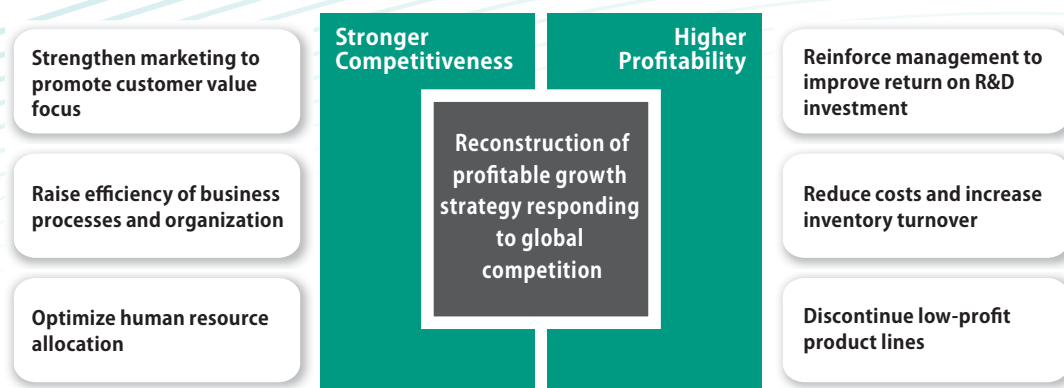 Strengthen marketing to
promote customer value
focus
Raise efficiency of business
processes and organization
Optimize human resource
allocation
Stronger
Competitiveness
Higher
Profitability
Reconstruction of
profitable growth
strategy responding
to global
competition
Reinforce management to
improve return on R&D
investment
Reduce costs and increase
inventory turnover
Discontinue low-profit
product lines